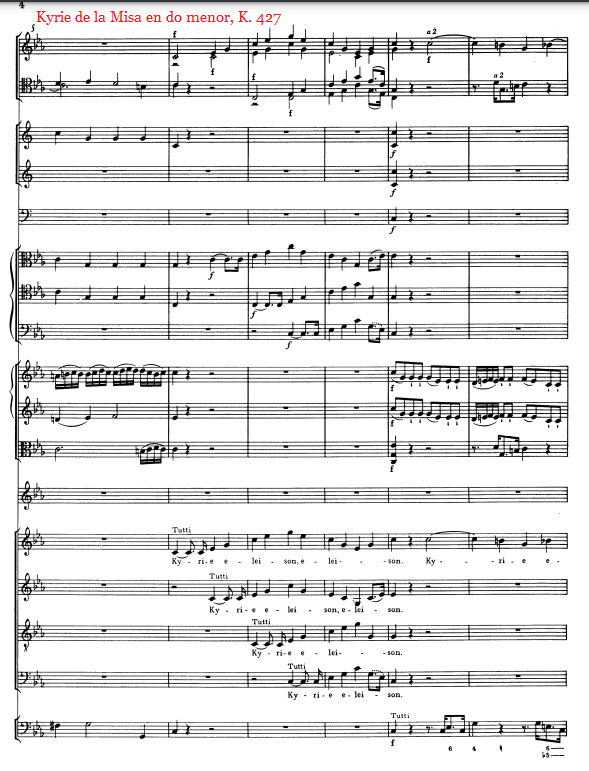 4
Kyrie de la Misa en do menor, K. 427
5
f
a 2
f
f
f
a 2
f
f
f
f
f
f
f
f
f
f
f
Tutti
Ky - ri - e e - lei - son, e - lei - son. Ky - ri - e e -
Tutti
Ky - ri - e e - lei - son, e - lei - son.
Tutti
Ky - ri - e e - lei - son.
Tutti
Ky - ri - e e - lei - son.
Tutti
f
6 4 ♮ 6
♭5